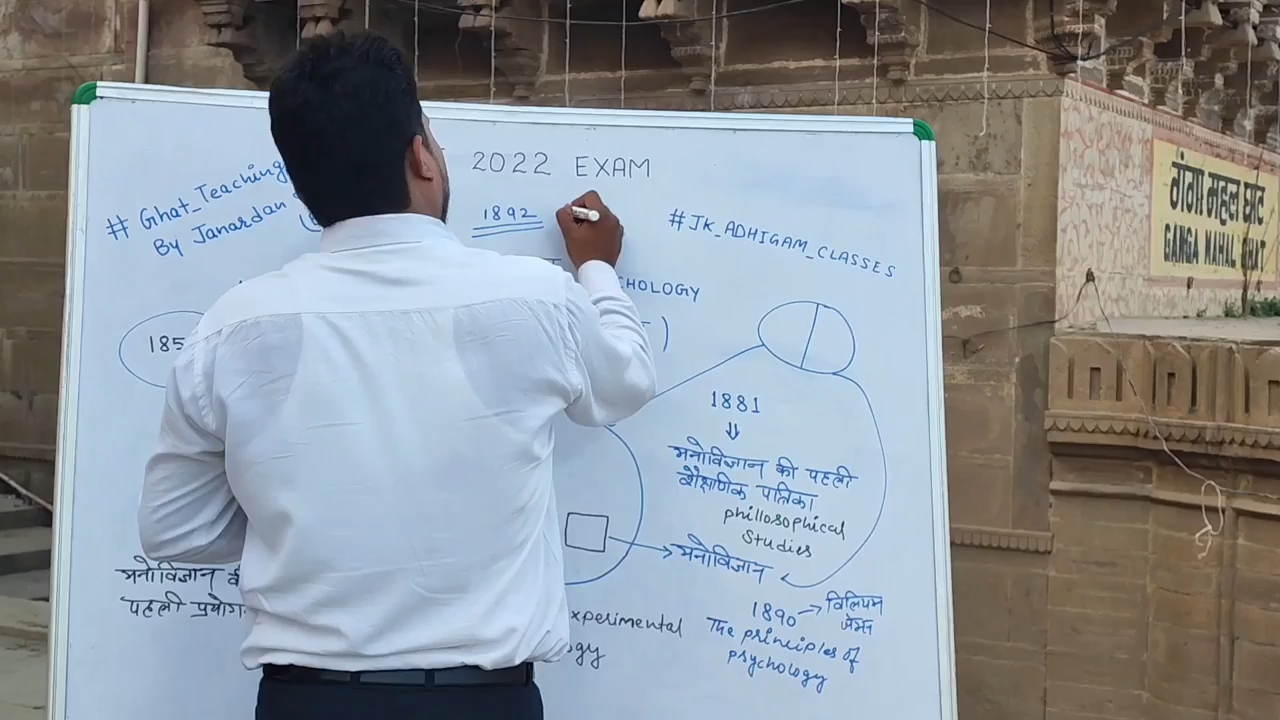 # Ghat_Teaching
By Janardan
2022 EXAM
1892
#JK_ADHIGAM_CLASSES
CHOLOGY
)
185
1881
⇓
मनोविज्ञान की पहली
शैक्षणिक पत्रिका
phillosophical
Studies
मनोविज्ञान
1890 → विलियम
जेम्स
The principles of
psychology
मनोविज्ञान
पहली प्रयोग
xperimental
ogy
गंगा महल घाट
GANGA MAHAL GHAT